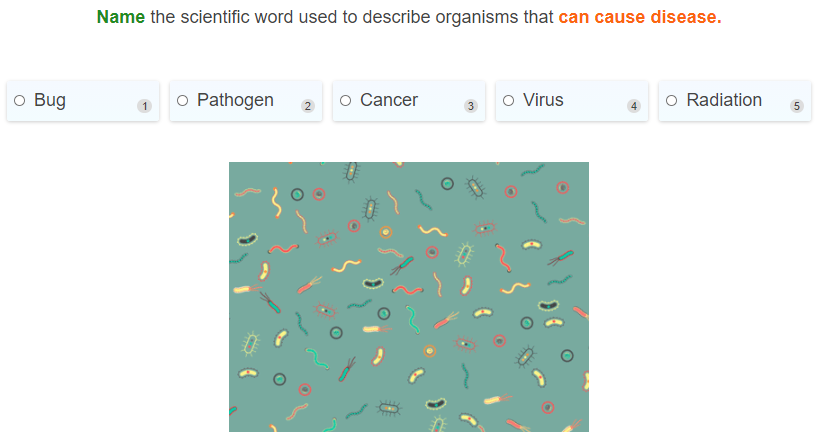 Name the scientific word used to describe organisms that can cause disease.
Bug 1 Pathogen 2 Cancer 3 Virus 4 Radiation 5